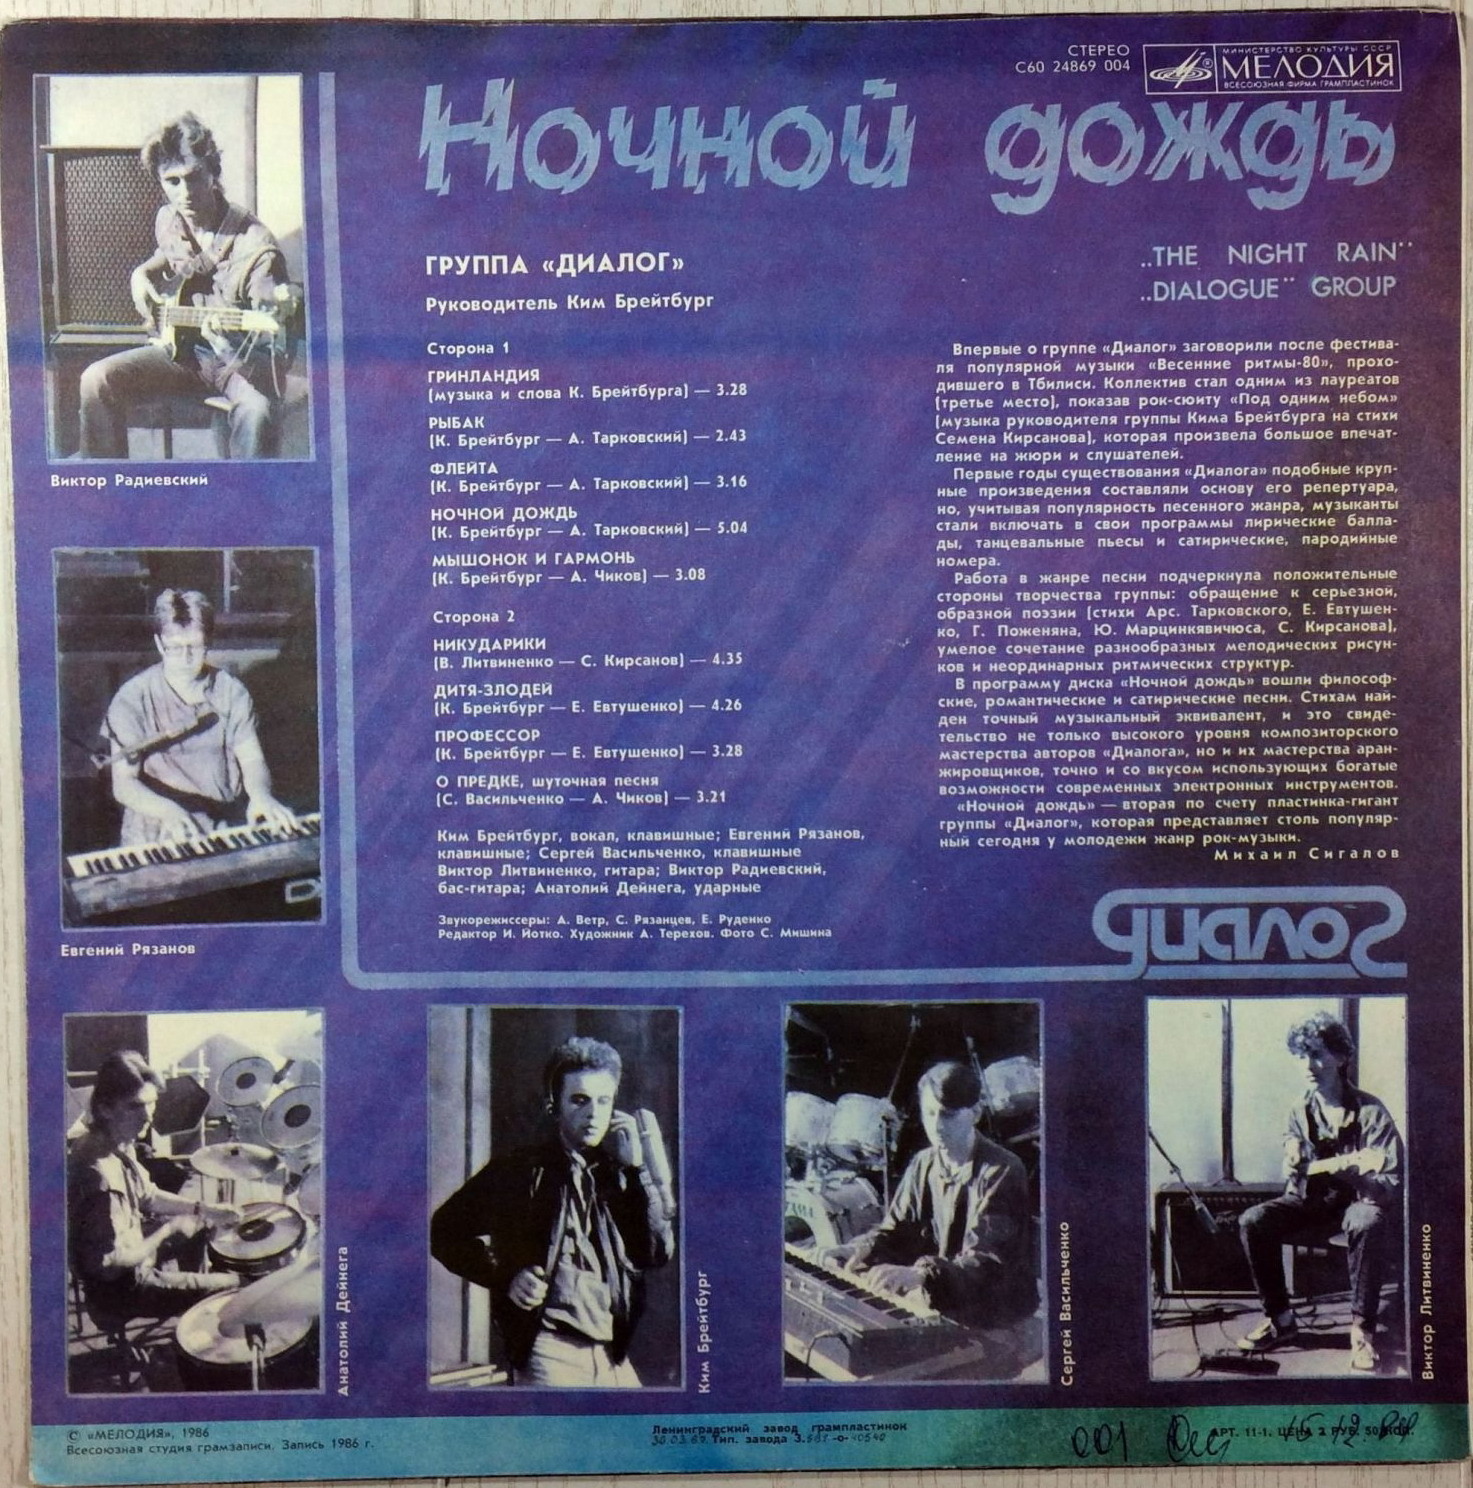 СТЕРЕО
С60 24869 004
МИНИСТЕРСТВО КУЛЬТУРЫ СССР
МЕЛОДИЯ
ВСЕСОЮЗНАЯ ФИРМА ГРАМПЛАСТИНОК
Ночной дождь
ГРУППА «ДИАЛОГ»
Руководитель Ким Брейтбург
„THE NIGHT RAIN"
„DIALOGUE" GROUP
Сторона 1
ГРИНЛАНДИЯ
(музыка и слова К. Брейтбурга) — 3.28
РЫБАК
(К. Брейтбург — А. Тарковский) — 2.43
ФЛЕЙТА
(К. Брейтбург — А. Тарковский) — 3.16
НОЧНОЙ ДОЖДЬ
(К. Брейтбург — А. Тарковский) — 5.04
МЫШОНОК И ГАРМОНЬ
(К. Брейтбург — А. Чиков) — 3.08
Сторона 2
НИКУДАРИКИ
(В. Литвиненко — С. Кирсанов) — 4.35
ДИТЯ-ЗЛОДЕЙ
(К. Брейтбург — Е. Евтушенко) — 4.26
ПРОФЕССОР
(К. Брейтбург — Е. Евтушенко) — 3.28
О ПРЕДКЕ, шуточная песня
(С. Васильченко — А. Чиков) — 3.21
Ким Брейтбург, вокал, клавишные; Евгений Рязанов,
клавишные; Сергей Васильченко, клавишные
Виктор Литвиненко, гитара; Виктор Радиевский,
бас-гитара; Анатолий Дейнега, ударные
Звукорежиссеры: А. Ветр, С. Рязанцев, Е. Руденко
Редактор И. Йотко. Художник А. Терехов. Фото С. Мишина
Впервые о группе «Диалог» заговорили после фестива-
ля популярной музыки «Весенние ритмы-80», прохо-
дившего в Тбилиси. Коллектив стал одним из лауреатов
(третье место), показав рок-сюиту «Под одним небом»
(музыка руководителя группы Кима Брейтбурга на стихи
Семена Кирсанова), которая произвела большое впечат-
ление на жюри и слушателей.
Первые годы существования «Диалога» подобные круп-
ные произведения составляли основу его репертуара,
но, учитывая популярность песенного жанра, музыканты
стали включать в свои программы лирические балла-
ды, танцевальные пьесы и сатирические, пародийные
номера.
Работа в жанре песни подчеркнула положительные
стороны творчества группы: обращение к серьезной,
образной поэзии (стихи Арс. Тарковского, Е. Евтушен-
ко, Г. Поженяна, Ю. Марцинкявичюса, С. Кирсанова),
умелое сочетание разнообразных мелодических рисун-
ков и неординарных ритмических структур.
В программу диска «Ночной дождь» вошли философ-
ские, романтические и сатирические песни. Стихам най-
ден точный музыкальный эквивалент, и это свиде-
тельство не только высокого уровня композиторского
мастерства авторов «Диалога», но и их мастерства аран-
жировщиков, точно и со вкусом использующих богатые
возможности современных электронных инструментов.
«Ночной дождь» — вторая по счету пластинка-гигант
группы «Диалог», которая представляет столь популяр-
ный сегодня у молодежи жанр рок-музыки.
Михаил Сигалов
диалог
Виктор Радиевский
Евгений Рязанов
Анатолий Дейнега
Ким Брейтбург
Сергей Васильченко
Виктор Литвиненко
© «МЕЛОДИЯ», 1986
Всесоюзная студия грамзаписи. Запись 1986 г.
Ленинградский завод грампластинок
Тип. завода
001
АРТ. 11-1. ЦЕНА 2 РУБ. 50 КОП.